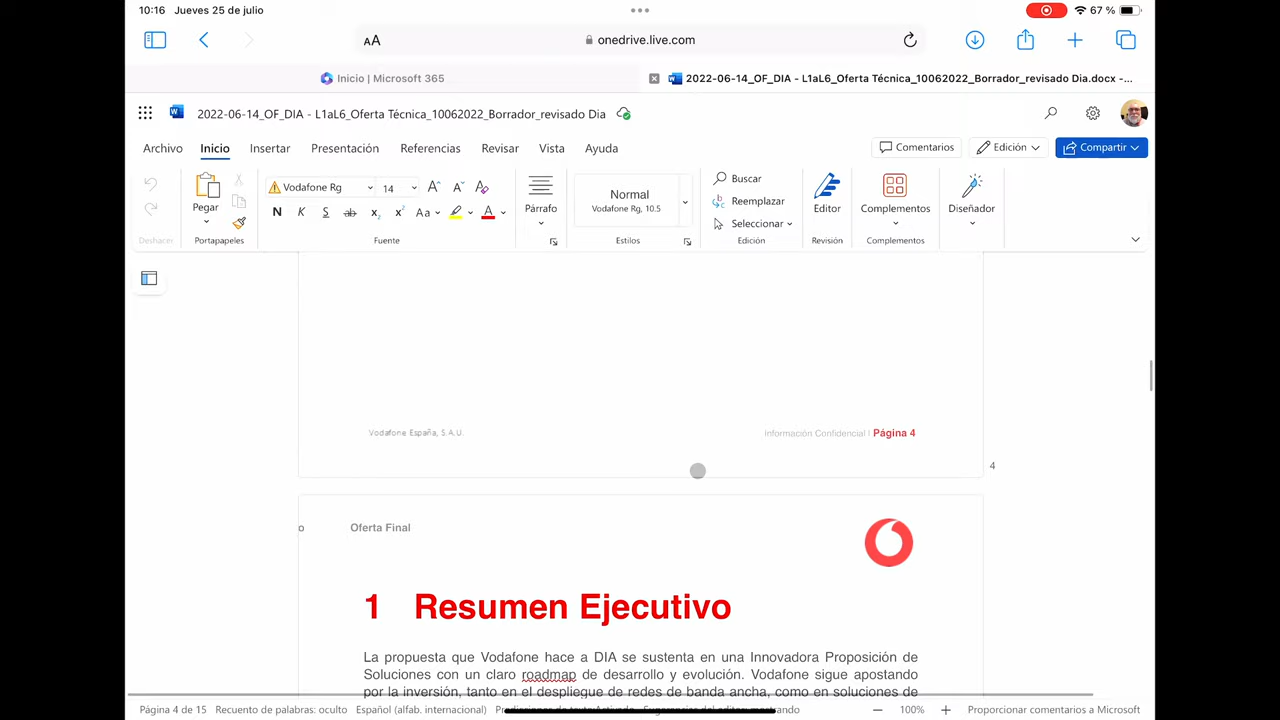 10:16 Jueves 25 de julio
67 %
AA
onedrive.live.com
Inicio | Microsoft 365
2022-06-14_OF_DIA - L1aL6_Oferta Técnica_10062022_Borrador_revisado Dia.docx -...
2022-06-14_OF_DIA - L1aL6_Oferta Técnica_10062022_Borrador_revisado Dia
Archivo Inicio Insertar Presentación Referencias Revisar Vista Ayuda
Comentarios Edición Compartir
Pegar
Vodafone Rg 14
N K S ab x₂ x² Aa A
Párrafo
Normal
Vodafone Rg, 10.5
Buscar
Reemplazar
Seleccionar
Editor
Complementos
Diseñador
Deshacer Portapapeles Fuente Estilos Edición Revisión Complementos
Vodafone España, S.A.U.
Información Confidencial | Página 4
4
o Oferta Final
1 Resumen Ejecutivo
La propuesta que Vodafone hace a DIA se sustenta en una Innovadora Proposición de
Soluciones con un claro roadmap de desarrollo y evolución. Vodafone sigue apostando
por la inversión, tanto en el despliegue de redes de banda ancha, como en soluciones de
Página 4 de 15 Recuento de palabras: oculto Español (alfab. internacional) 100% Proporcionar comentarios a Microsoft